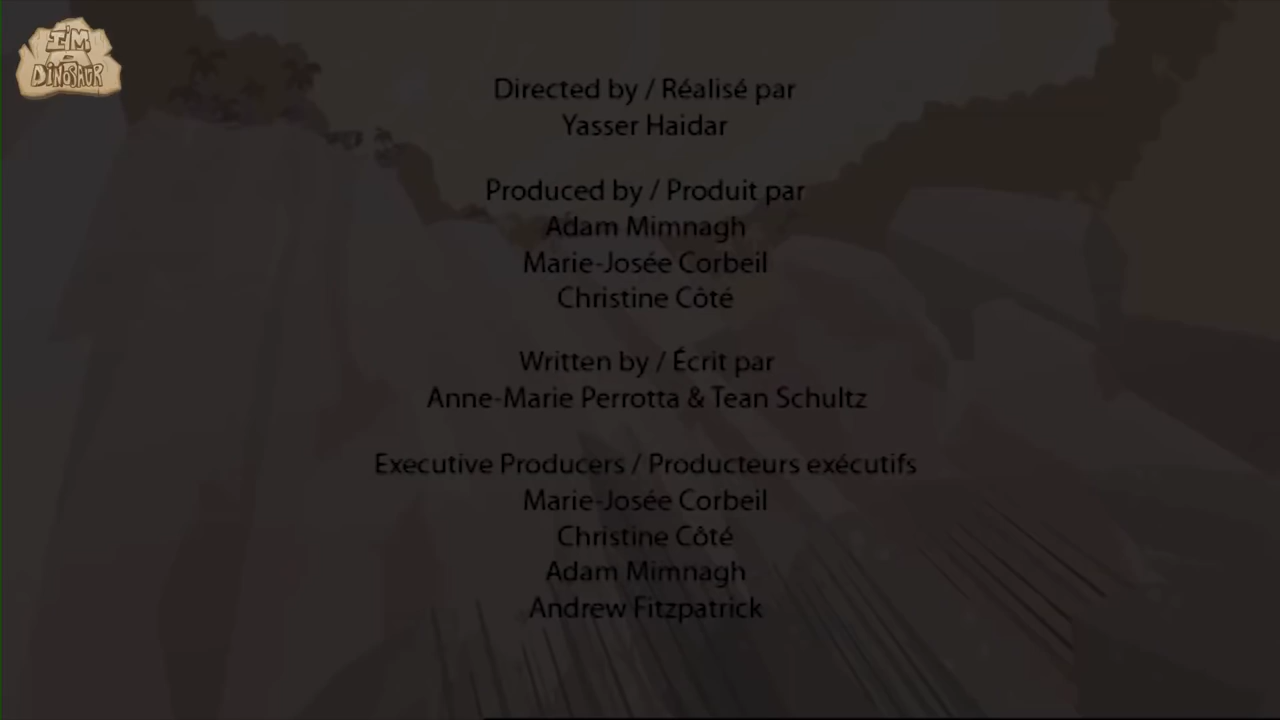 I'M
A
DINOSAUR
Directed by / Réalisé par
Yasser Haidar
Produced by / Produit par
Adam Mimnagh
Marie-Josée Corbeil
Christine Côté
Written by / Écrit par
Anne-Marie Perrotta & Tean Schultz
Executive Producers / Producteurs exécutifs
Marie-Josée Corbeil
Christine Côté
Adam Mimnagh
Andrew Fitzpatrick